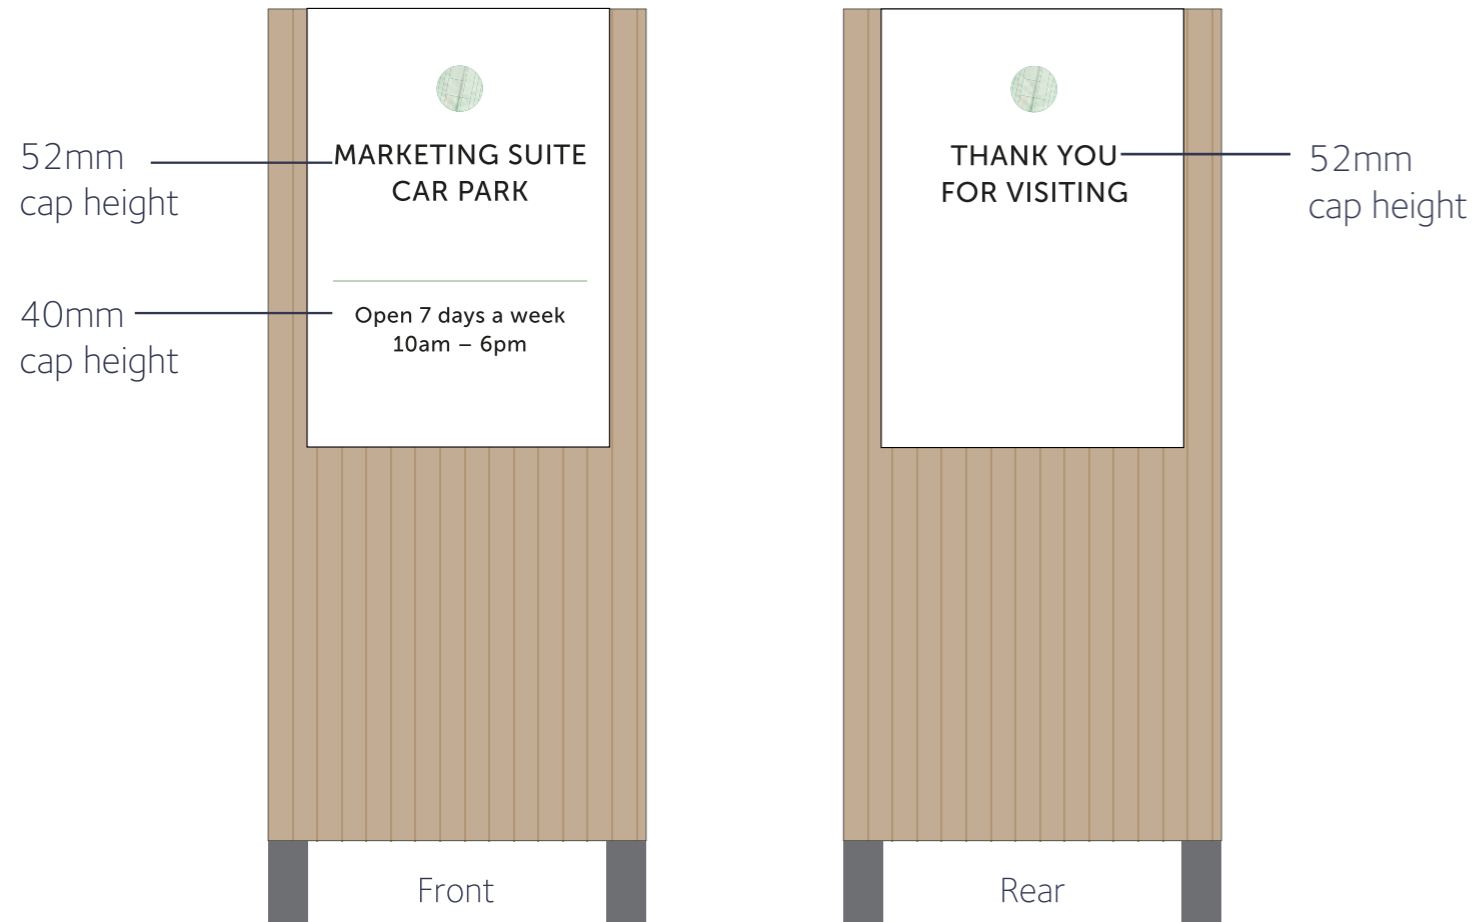 52mm
cap height
MARKETING SUITE
CAR PARK
40mm
cap height
Open 7 days a week
10am – 6pm
Front
THANK YOU
FOR VISITING
52mm
cap height
Rear